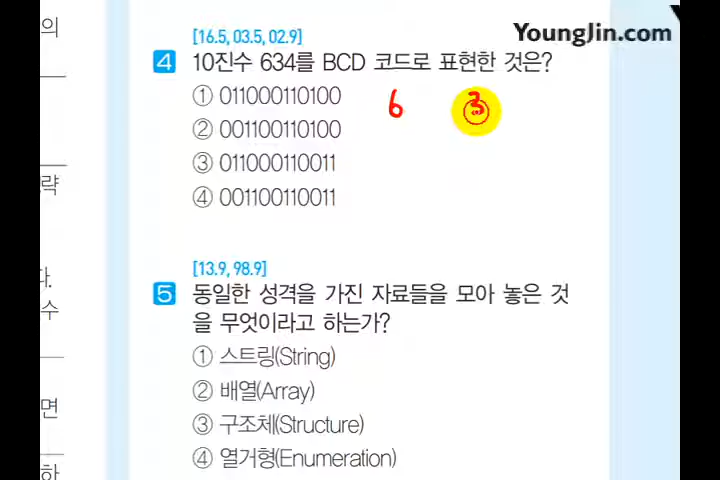 의
YoungJin.com
[16.5, 03.5, 02.9]
4 10진수 634를 BCD 코드로 표현한 것은?
① 011000110100
6 3
② 001100110100
③ 011000110011
④ 001100110011
략
다.
수
면
하
[13.9, 98.9]
5 동일한 성격을 가진 자료들을 모아 놓은 것
을 무엇이라고 하는가?
① 스트링(String)
② 배열(Array)
③ 구조체(Structure)
④ 열거형(Enumeration)